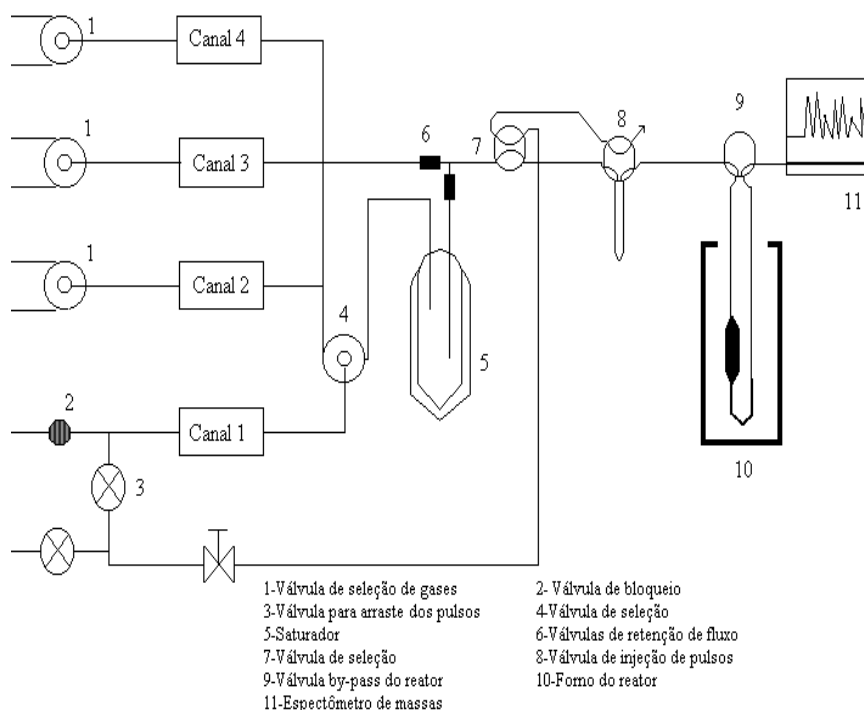 1
Canal 4
1
Canal 3
6
7
8
9
11
1
Canal 2
4
5
2
Canal 1
3
10
1-Válvula de seleção de gases
2- Válvula de bloqueio
3-Válvula para arraste dos pulsos
4-Válvula de seleção
5-Saturador
6-Válvulas de retenção de fluxo
7-Válvula de seleção
8-Válvula de injeção de pulsos
9-Válvula by-pass do reator
10-Forno do reator
11-Espectômetro de massas